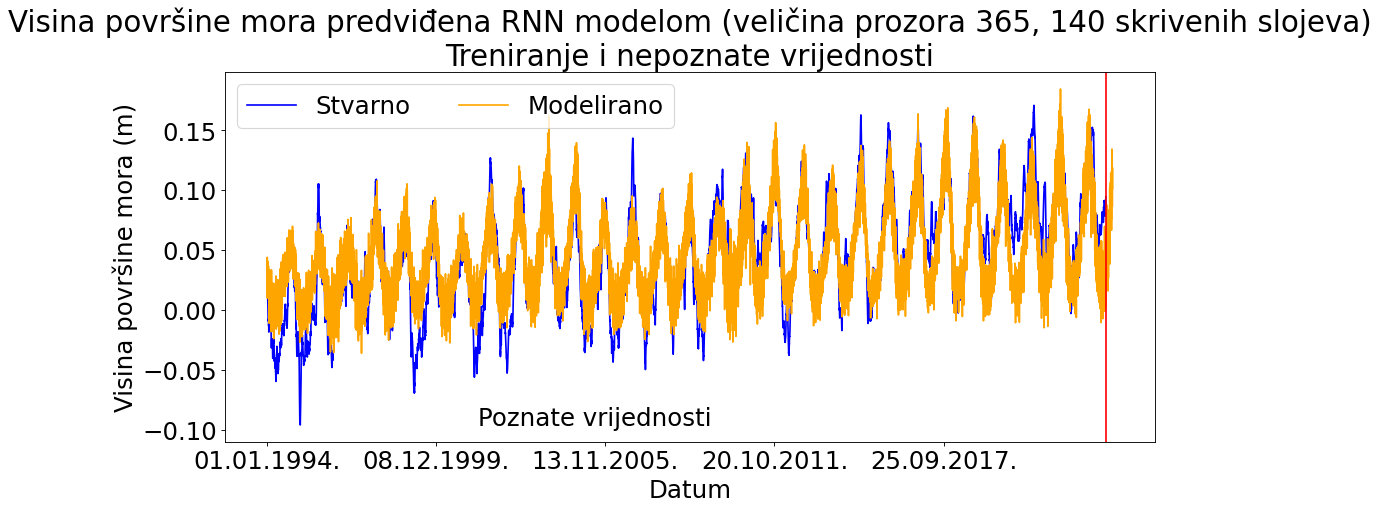 Visina površine mora predviđena RNN modelom (veličina prozora 365, 140 skrivenih slojeva)
Treniranje i nepoznate vrijednosti
Stvarno Modelirano
Visina površine mora (m)
0.15
0.10
0.05
0.00
−0.05
−0.10
Poznate vrijednosti
01.01.1994. 08.12.1999. 13.11.2005. 20.10.2011. 25.09.2017.
Datum